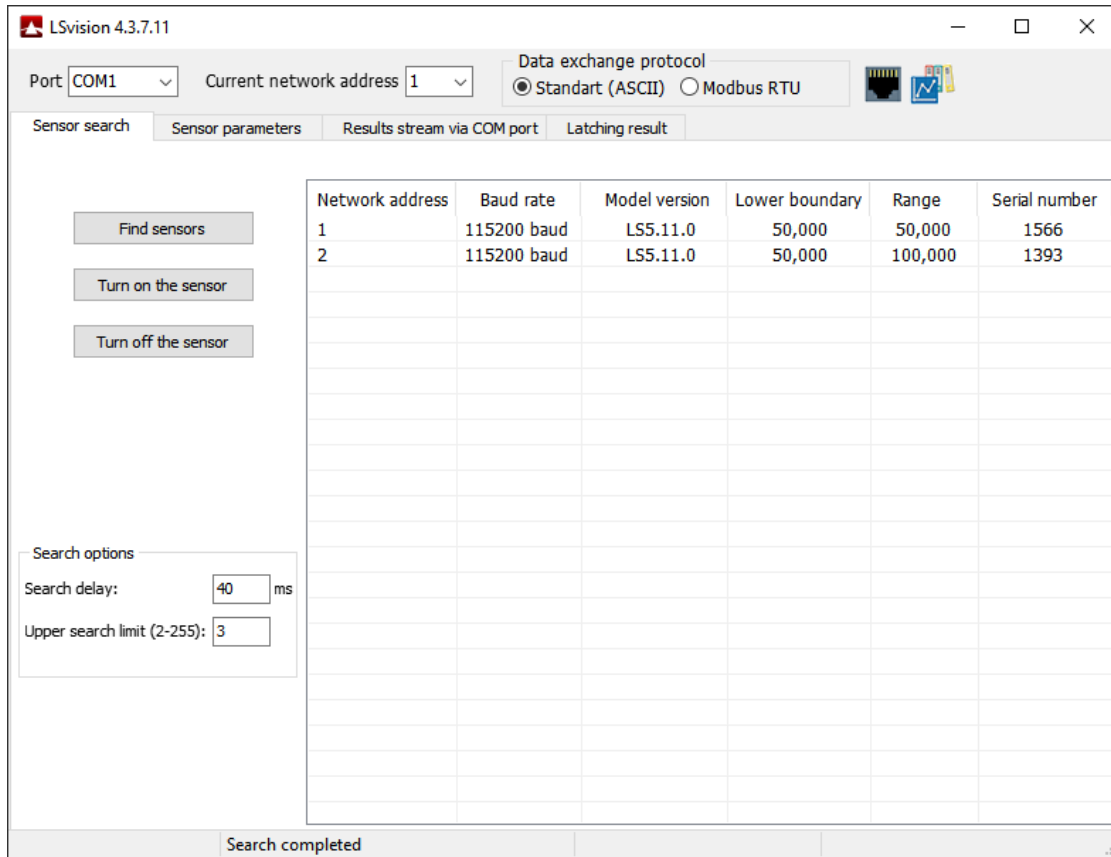 LSvision 4.3.7.11
Data exchange protocol
Port COM1 Current network address 1 Standart (ASCII) Modbus RTU
Sensor search Sensor parameters Results stream via COM port Latching result
Network address Baud rate Model version Lower boundary Range Serial number
Find sensors
1 115200 baud LS5.11.0 50,000 50,000 1566
2 115200 baud LS5.11.0 50,000 100,000 1393
Turn on the sensor
Turn off the sensor
Search options
Search delay: 40 ms
Upper search limit (2-255): 3
Search completed